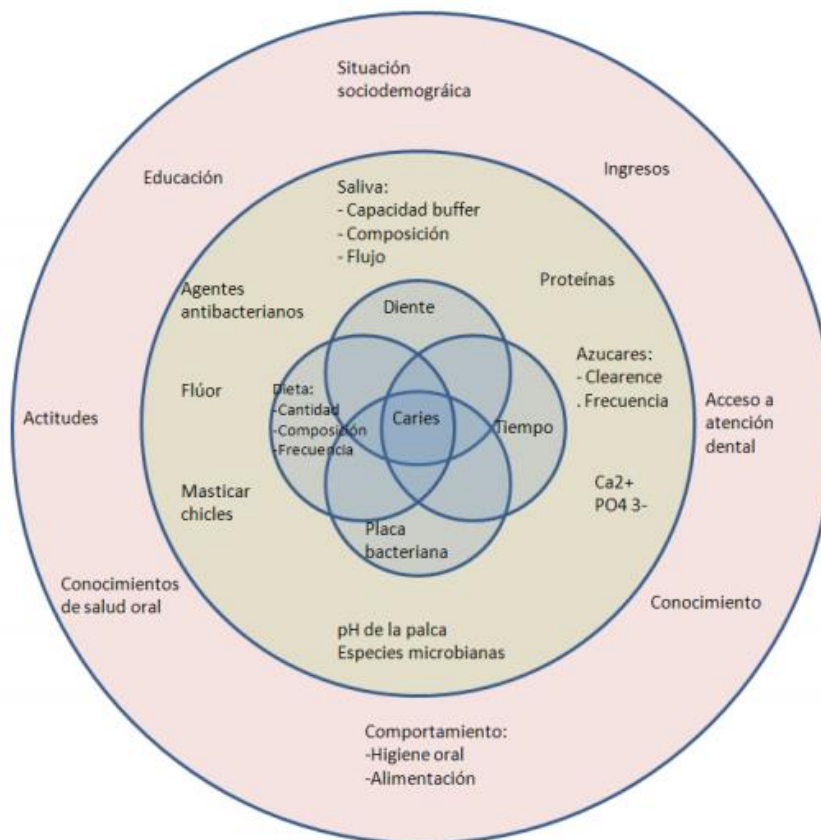 Situación
sociodemográica
Educación
Ingresos
Saliva:
- Capacidad buffer
- Composición
- Flujo
Proteínas
Agentes
antibacterianos
Diente
Azucares:
- Clearence
. Frecuencia
Flúor
Dieta:
-Cantidad
-Composición
-Frecuencia
Caries
Tiempo
Actitudes
Acceso a
atención
dental
Masticar
chicles
Ca2+
PO4 3-
Placa
bacteriana
Conocimientos
de salud oral
Conocimiento
pH de la palca
Especies microbianas
Comportamiento:
-Higiene oral
-Alimentación